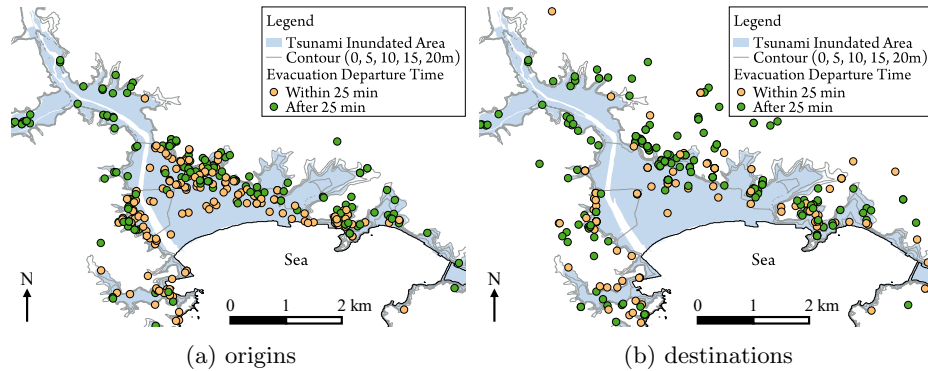 Legend
Tsunami Inundated Area
Contour (0, 5, 10, 15, 20m)
Evacuation Departure Time
Within 25 min
After 25 min
Sea
N
0 1 2 km
(a) origins
Legend
Tsunami Inundated Area
Contour (0, 5, 10, 15, 20m)
Evacuation Departure Time
Within 25 min
After 25 min
Sea
N
0 1 2 km
(b) destinations